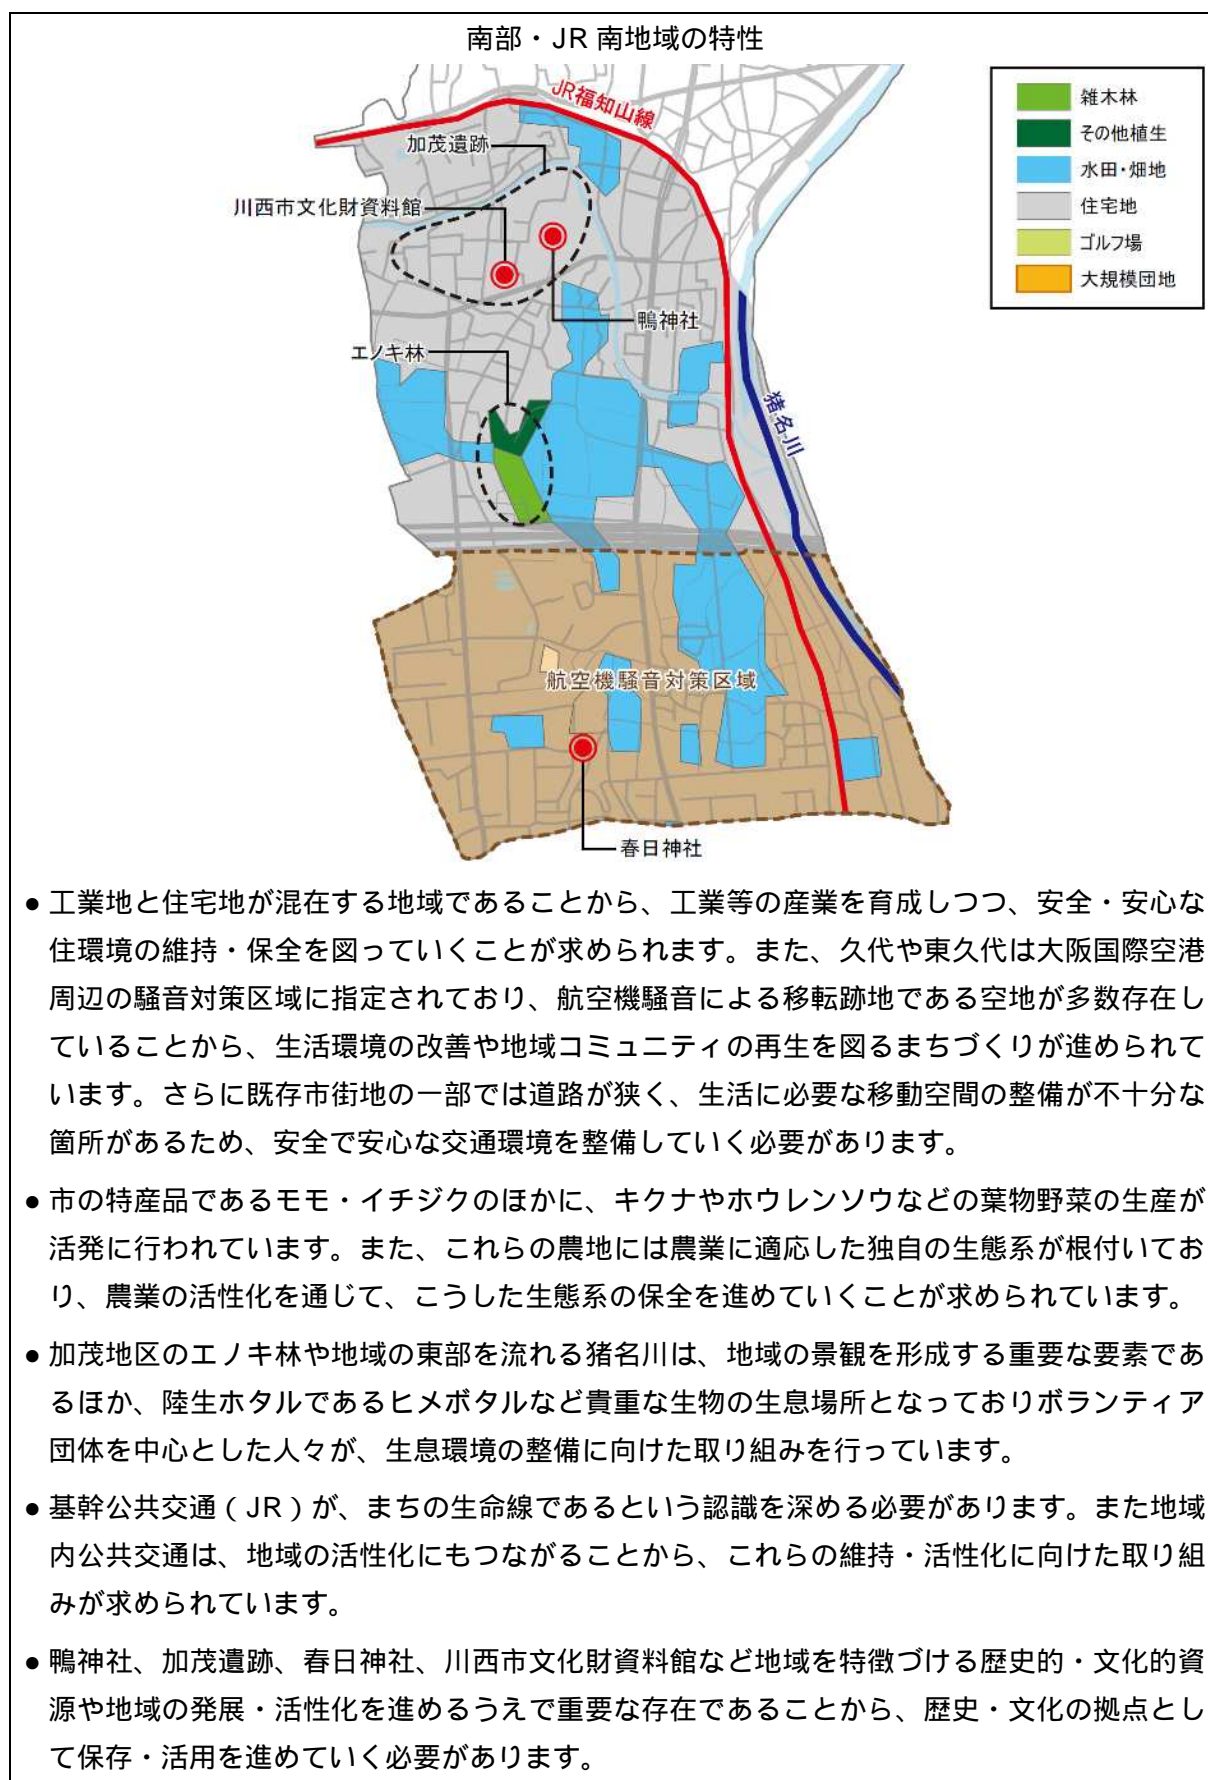 南部・JR南地域の特性
JR福知山線
加茂遺跡
川西市文化財資料館
鴨神社
エノキ林
猪名川
航空機騒音対策区域
春日神社
雑木林
その他植生
水田・畑地
住宅地
ゴルフ場
大規模団地
● 工業地と住宅地が混在する地域であることから、工業等の産業を育成しつつ、安全・安心な
住環境の維持・保全を図っていくことが求められます。また、久代や東久代は大阪国際空港
周辺の騒音対策区域に指定されており、航空機騒音による移転跡地である空地が多数存在し
ていることから、生活環境の改善や地域コミュニティの再生を図るまちづくりが進められて
います。さらに既存市街地の一部では道路が狭く、生活に必要な移動空間の整備が不十分な
箇所があるため、安全で安心な交通環境を整備していく必要があります。
● 市の特産品であるモモ・イチジクのほかに、キクナやホウレンソウなどの葉物野菜の生産が
活発に行われています。また、これらの農地には農業に適応した独自の生態系が根付いてお
り、農業の活性化を通じて、こうした生態系の保全を進めていくことが求められています。
● 加茂地区のエノキ林や地域の東部を流れる猪名川は、地域の景観を形成する重要な要素であ
るほか、陸生ホタルであるヒメボタルなど貴重な生物の生息場所となっておりボランティア
団体を中心とした人々が、生息環境の整備に向けた取り組みを行っています。
● 基幹公共交通（JR）が、まちの生命線であるという認識を深める必要があります。また地域
内公共交通は、地域の活性化にもつながることから、これらの維持・活性化に向けた取り組
みが求められています。
● 鴨神社、加茂遺跡、春日神社、川西市文化財資料館など地域を特徴づける歴史的・文化的資
源や地域の発展・活性化を進めるうえで重要な存在であることから、歴史・文化の拠点とし
て保存・活用を進めていく必要があります。